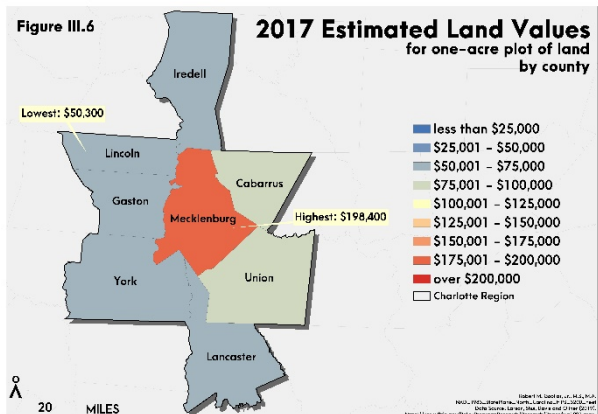 Figure III.6
2017 Estimated Land Values
for one-acre plot of land
by county
Iredell
Lowest: $50,300
Lincoln
Cabarrus
Gaston
Mecklenburg
Highest: $198,400
York
Union
Lancaster
less than $25,000
$25,001 - $50,000
$50,001 - $75,000
$75,001 - $100,000
$100,001 - $125,000
$125,001 - $150,000
$150,001 - $175,000
$175,001 - $200,000
over $200,000
Charlotte Region
20 MILES